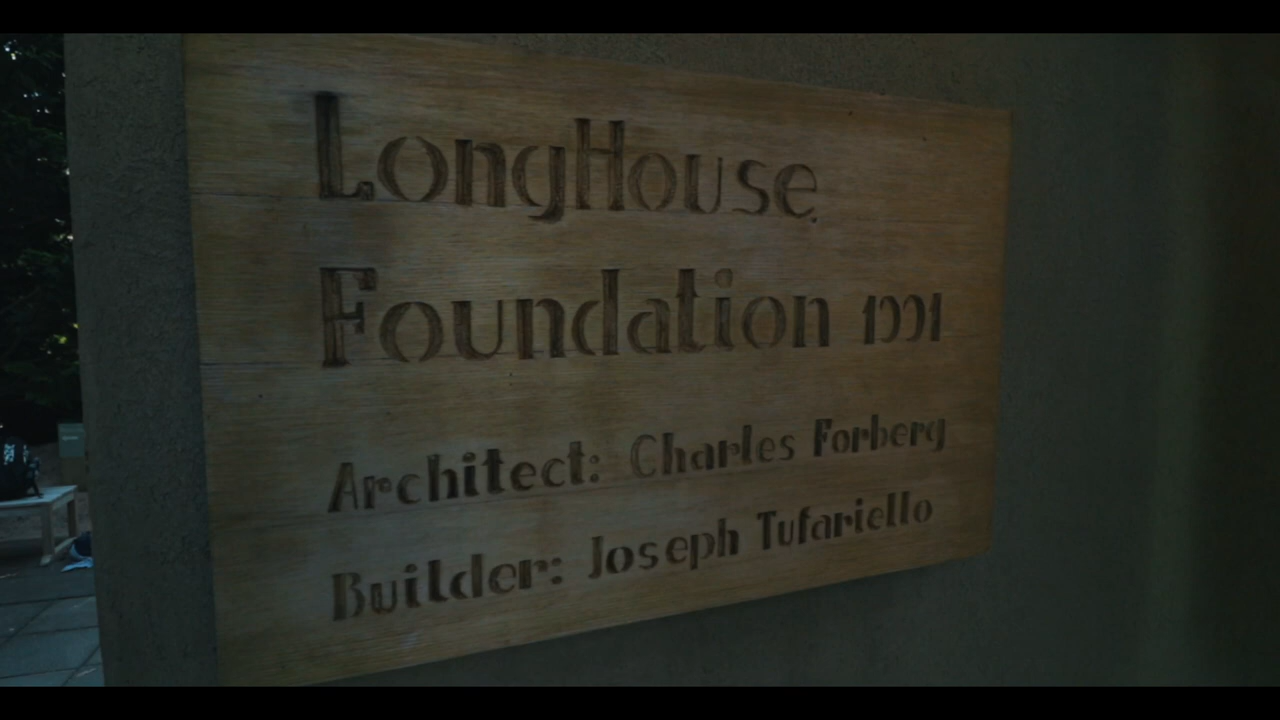 LongHouse
Foundation 1991
Architect: Charles Forberg
Builder: Joseph Tufariello